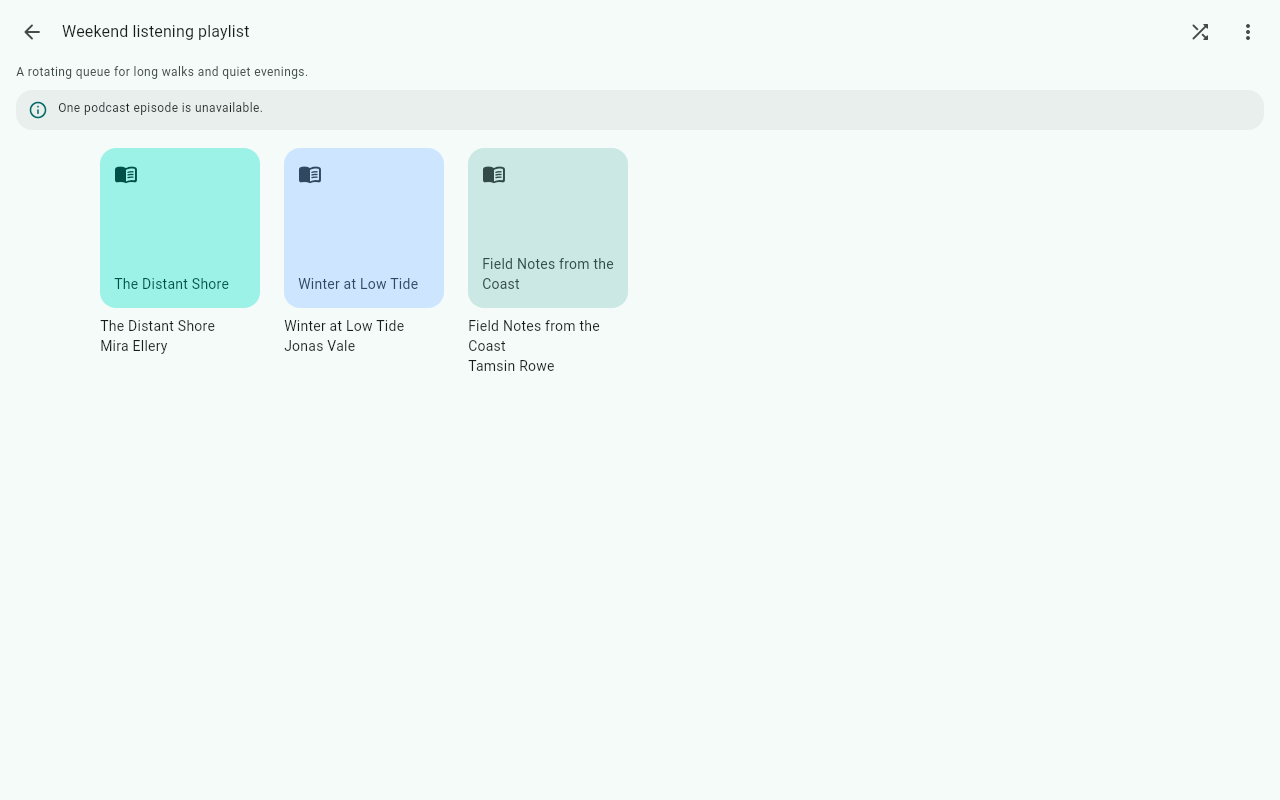 Weekend listening playlist
A rotating queue for long walks and quiet evenings.
One podcast episode is unavailable.
The Distant Shore
Winter at Low Tide
Field Notes from the
Coast
The Distant Shore
Mira Ellery
Winter at Low Tide
Jonas Vale
Field Notes from the
Coast
Tamsin Rowe